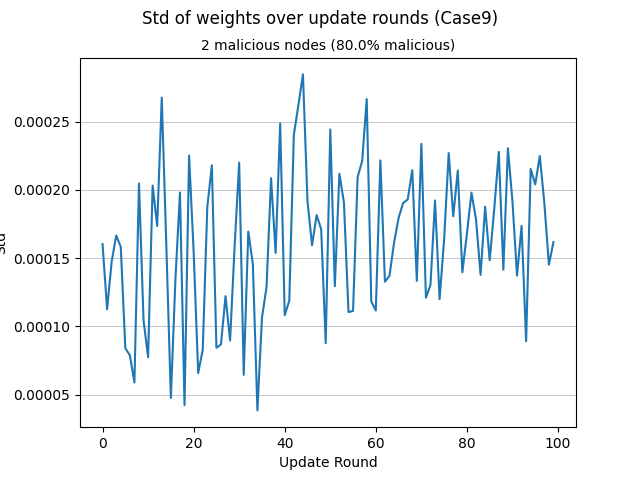 Std of weights over update rounds (Case9)
2 malicious nodes (80.0% malicious)
0.00025
0.00020
0.00015
0.00010
0.00005
Std
0 20 40 60 80 100
Update Round